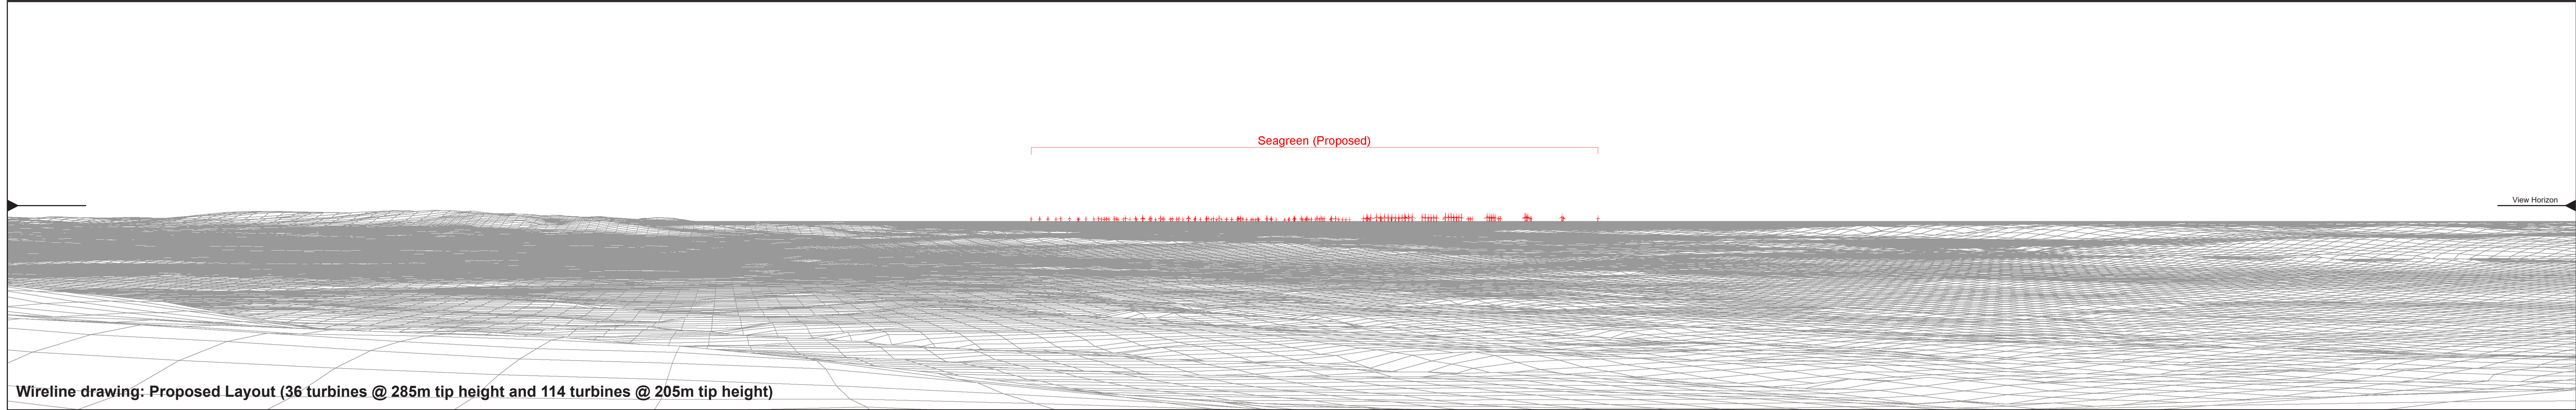 Seagreen (Proposed)
View Horizon
Wireline drawing: Proposed Layout (36 turbines @ 285m tip height and 114 turbines @ 205m tip height)